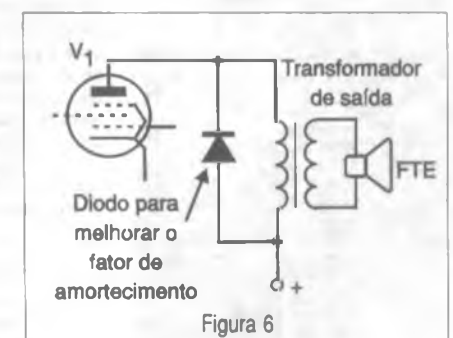 V1
Transformador
de saída
FTE
Diodo para
melhorar o
fator de
amortecimento
+
Figura 6